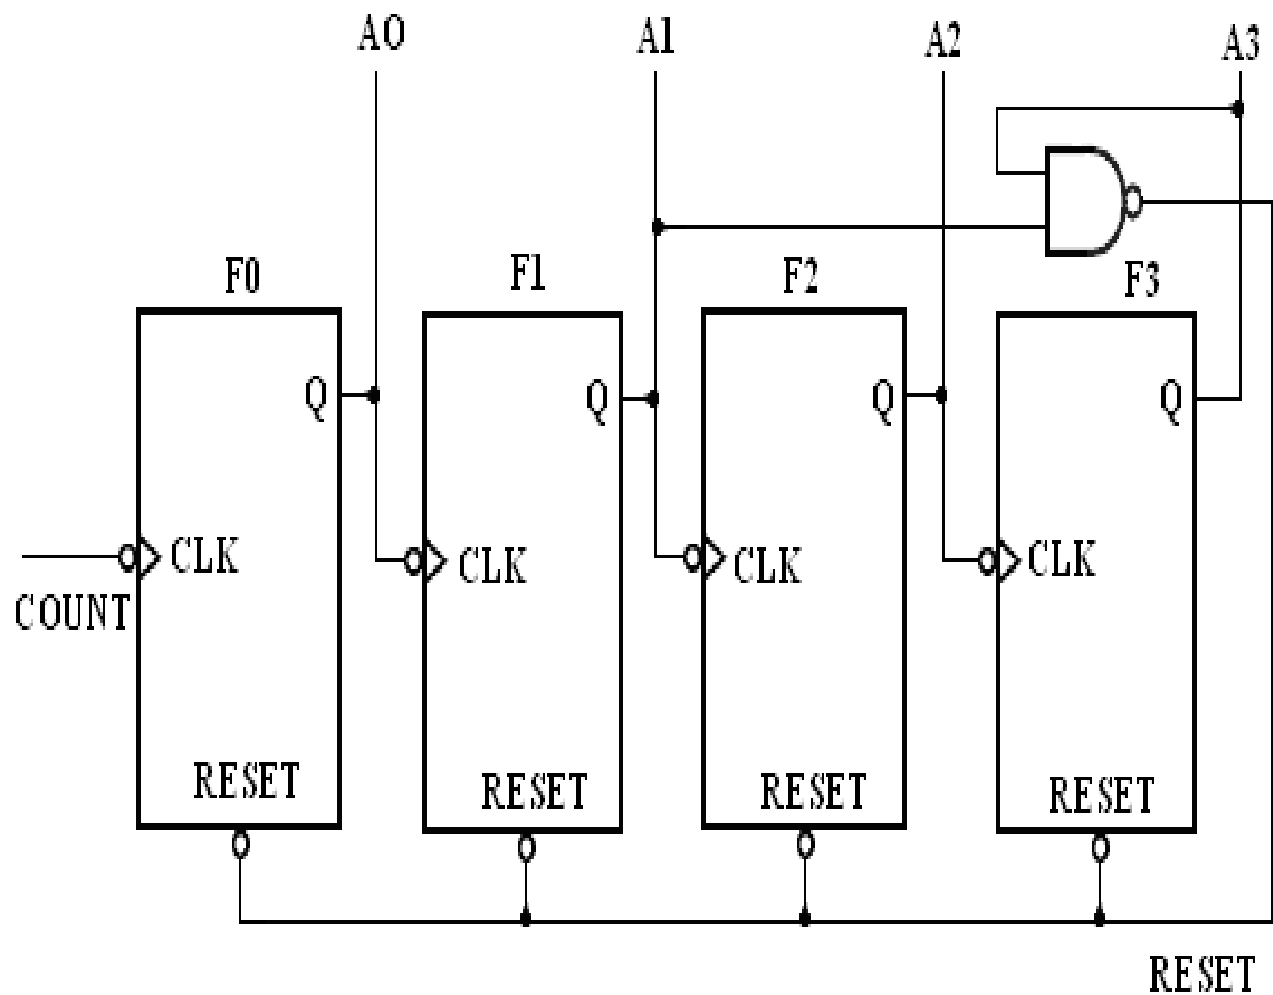 A0 A1 A2 A3
F0 F1 F2 F3
Q Q Q Q
CLK CLK CLK CLK
COUNT
RESET RESET RESET RESET
RESET